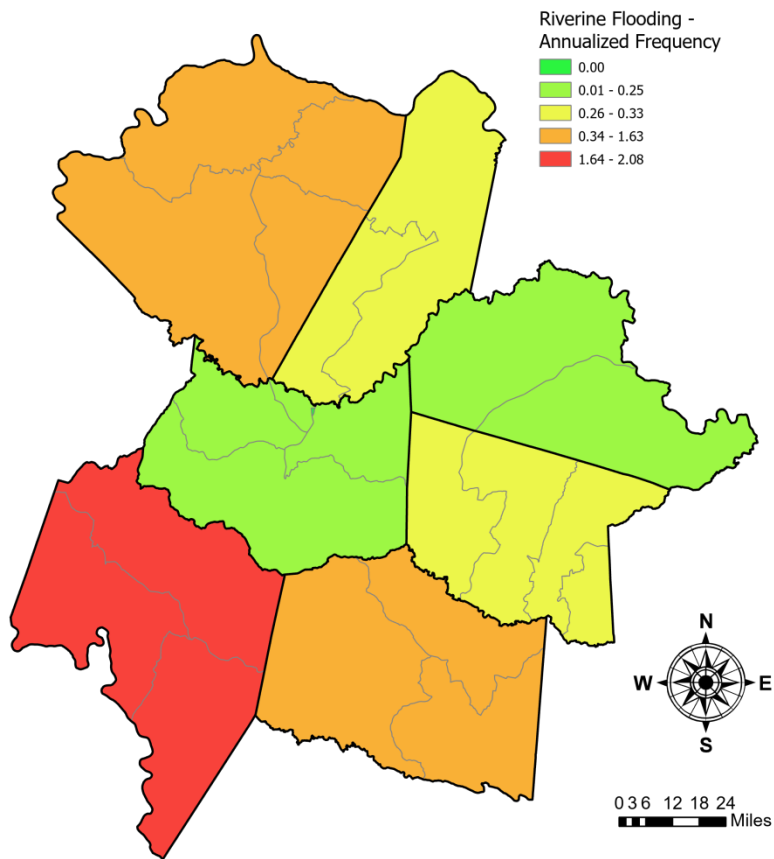 Riverine Flooding -
Annualized Frequency
0.00
0.01 - 0.25
0.26 - 0.33
0.34 - 1.63
1.64 - 2.08
N
W E
S
0 3 6 12 18 24
Miles